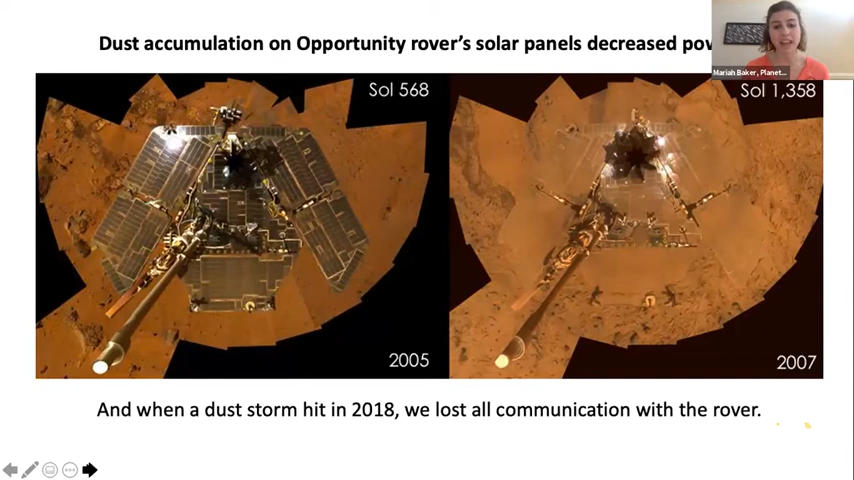 Dust accumulation on Opportunity rover's solar panels decreased
Mariah Baker, Planet...
Sol 568
Sol 1,358
2005
2007
And when a dust storm hit in 2018, we lost all communication with the rover.